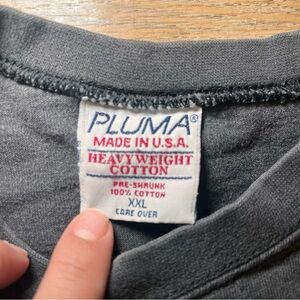 PLUMA®
MADE IN U.S.A.
HEAVYWEIGHT
COTTON
PRE-SHRUNK
100% COTTON
XXL
CARE OVER